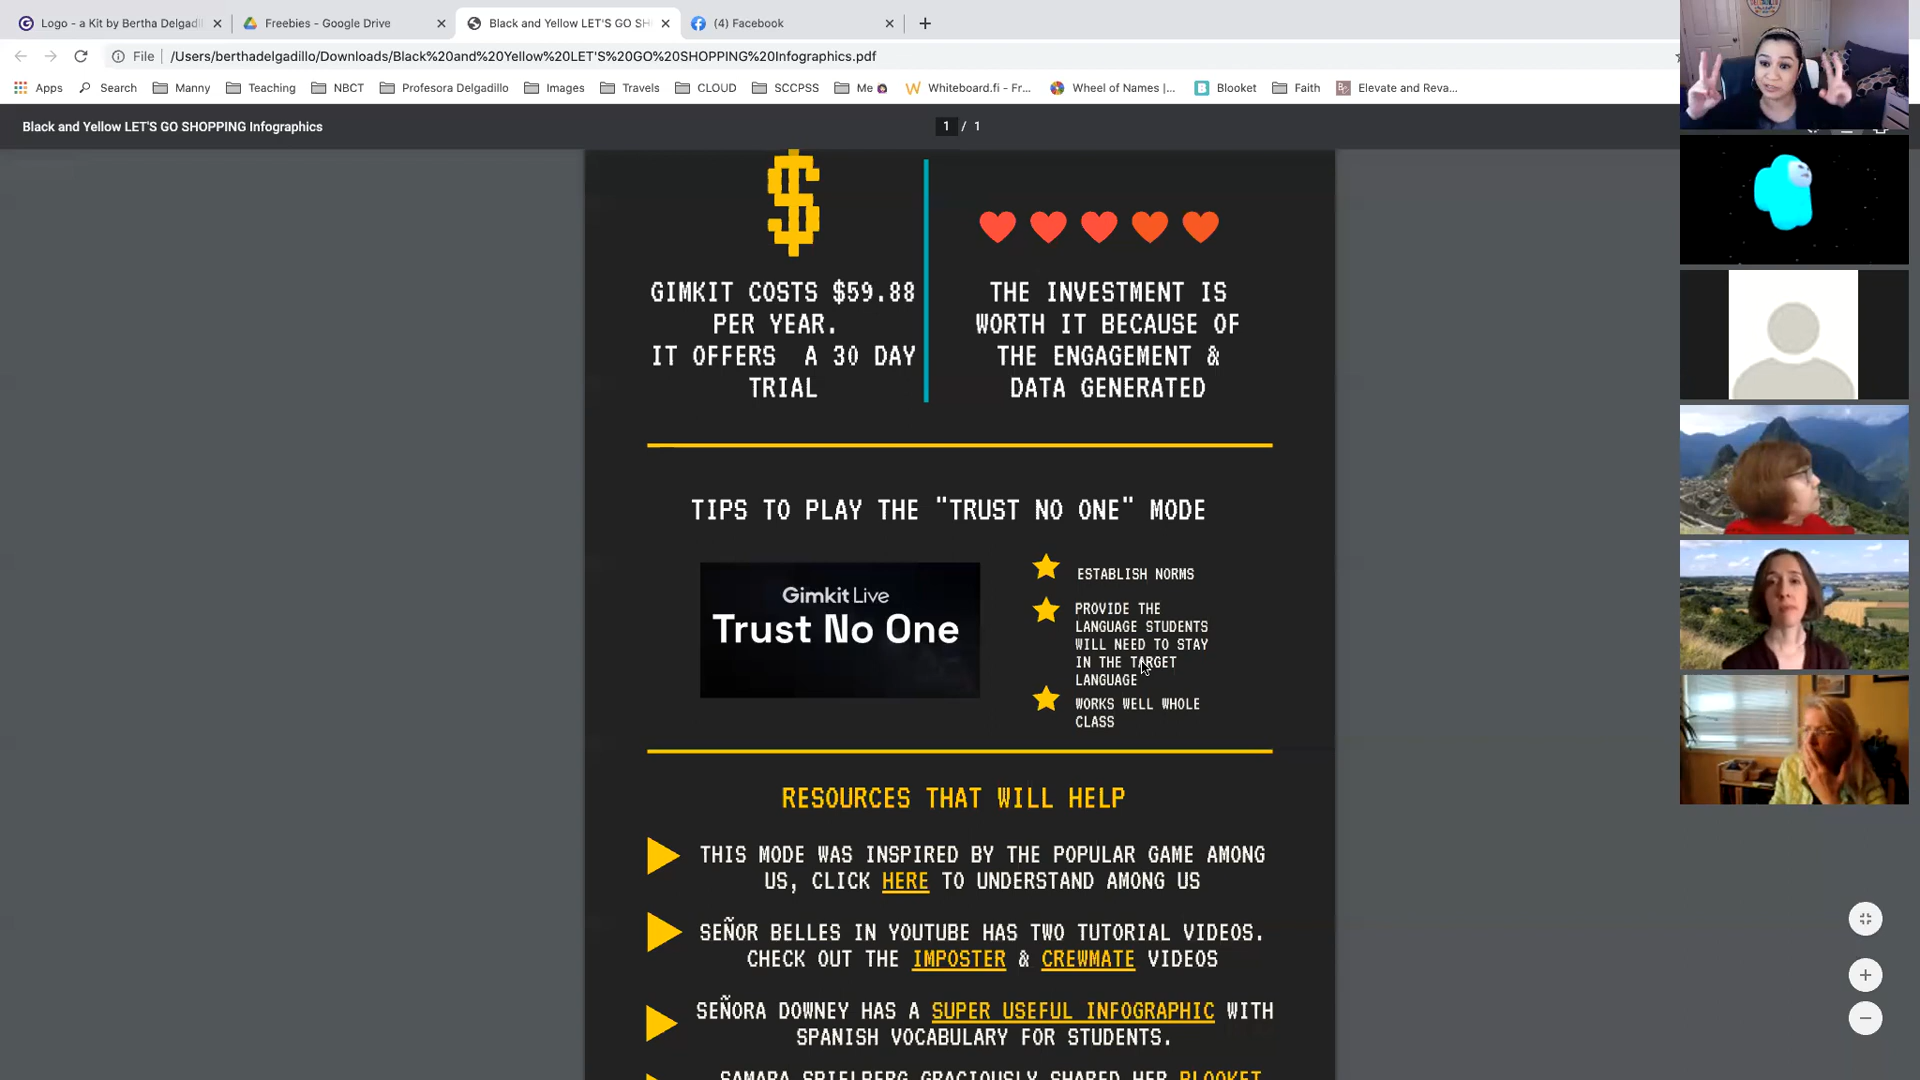 Logo - a Kit by Bertha Delgadil
Freebies - Google Drive
Black and Yellow LET'S GO SH
(4) Facebook
File
/Users/berthadelgadillo/Downloads/Black%20and%20Yellow%20LET'S%20GO%20SHOPPING%20Infographics.pdf
Apps
Search
Manny
Teaching
NBCT
Profesora Delgadillo
Images
Travels
CLOUD
SCCPSS
Me
Whiteboard.fi - Fr...
Wheel of Names |...
Blooket
Faith
Elevate and Reva...
Black and Yellow LET'S GO SHOPPING Infographics
1 / 1
$
GIMKIT COSTS $59.88
PER YEAR.
IT OFFERS A 30 DAY
TRIAL
THE INVESTMENT IS
WORTH IT BECAUSE OF
THE ENGAGEMENT &
DATA GENERATED
TIPS TO PLAY THE "TRUST NO ONE" MODE
Gimkit Live
Trust No One
ESTABLISH NORMS
PROVIDE THE
LANGUAGE STUDENTS
WILL NEED TO STAY
IN THE TARGET
LANGUAGE
WORKS WELL WHOLE
CLASS
RESOURCES THAT WILL HELP
THIS MODE WAS INSPIRED BY THE POPULAR GAME AMONG
US, CLICK HERE TO UNDERSTAND AMONG US
SEÑOR BELLES IN YOUTUBE HAS TWO TUTORIAL VIDEOS.
CHECK OUT THE IMPOSTER & CREWMATE VIDEOS
SEÑORA DOWNEY HAS A SUPER USEFUL INFOGRAPHIC WITH
SPANISH VOCABULARY FOR STUDENTS.
SAMARA SPIELBERG GRACIOUSLY SHARED HER BLOOKET